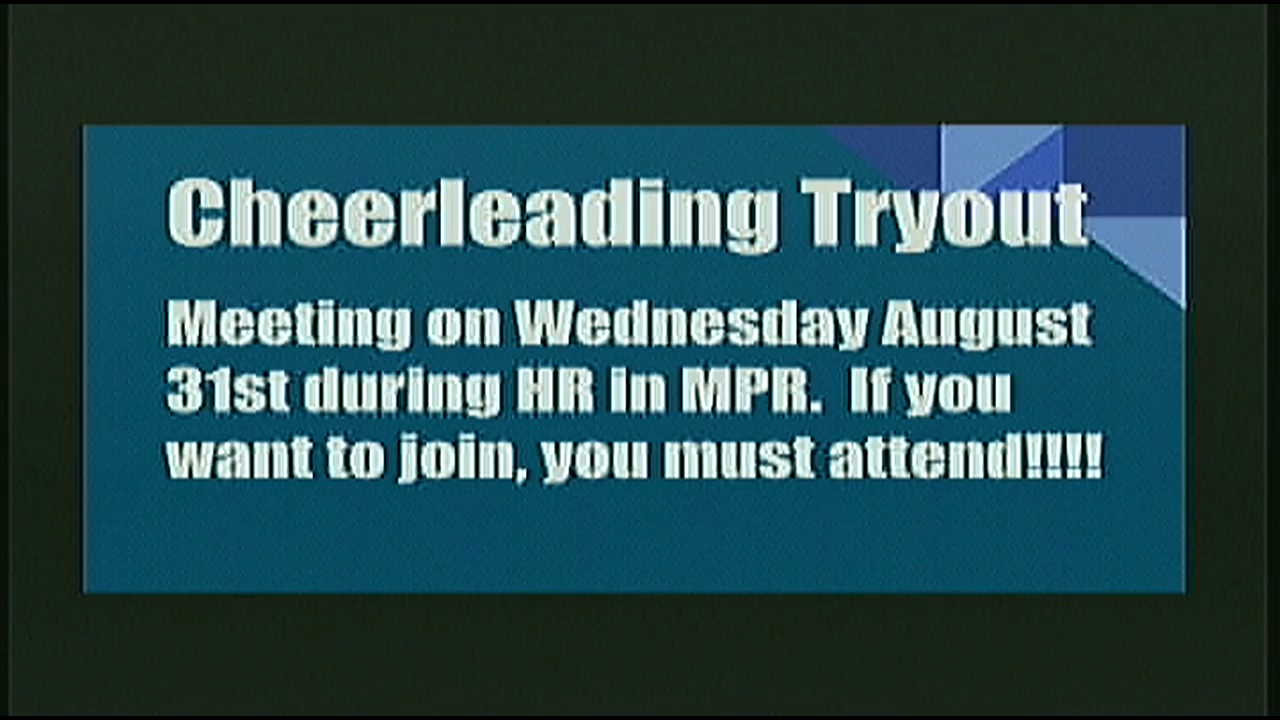 Cheerleading Tryout
Meeting on Wednesday August
31st during HR in MPR.  If you
want to join, you must attend!!!!